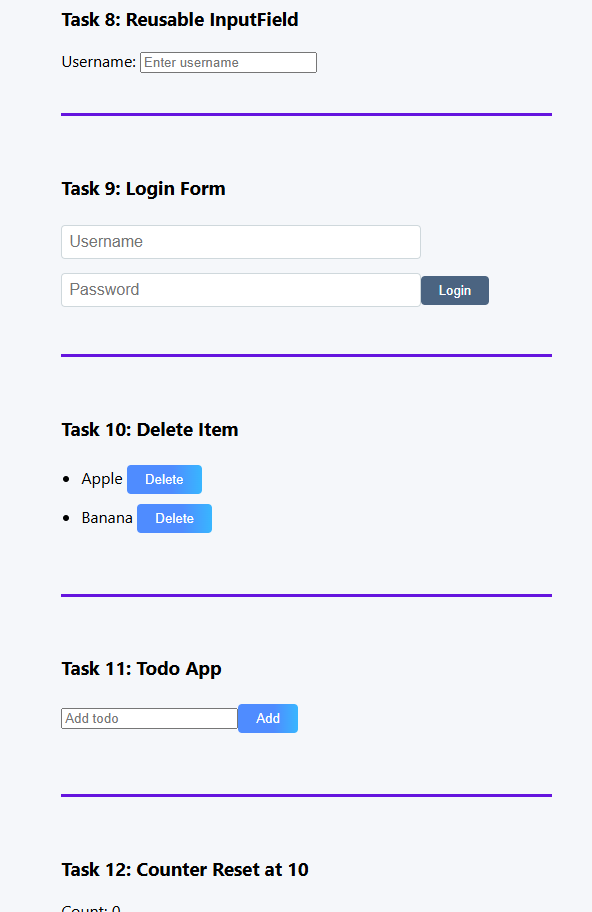 Task 8: Reusable InputField
Username: Enter username
Task 9: Login Form
Username
Password Login
Task 10: Delete Item
Apple Delete
Banana Delete
Task 11: Todo App
Add todo Add
Task 12: Counter Reset at 10
Count: 0